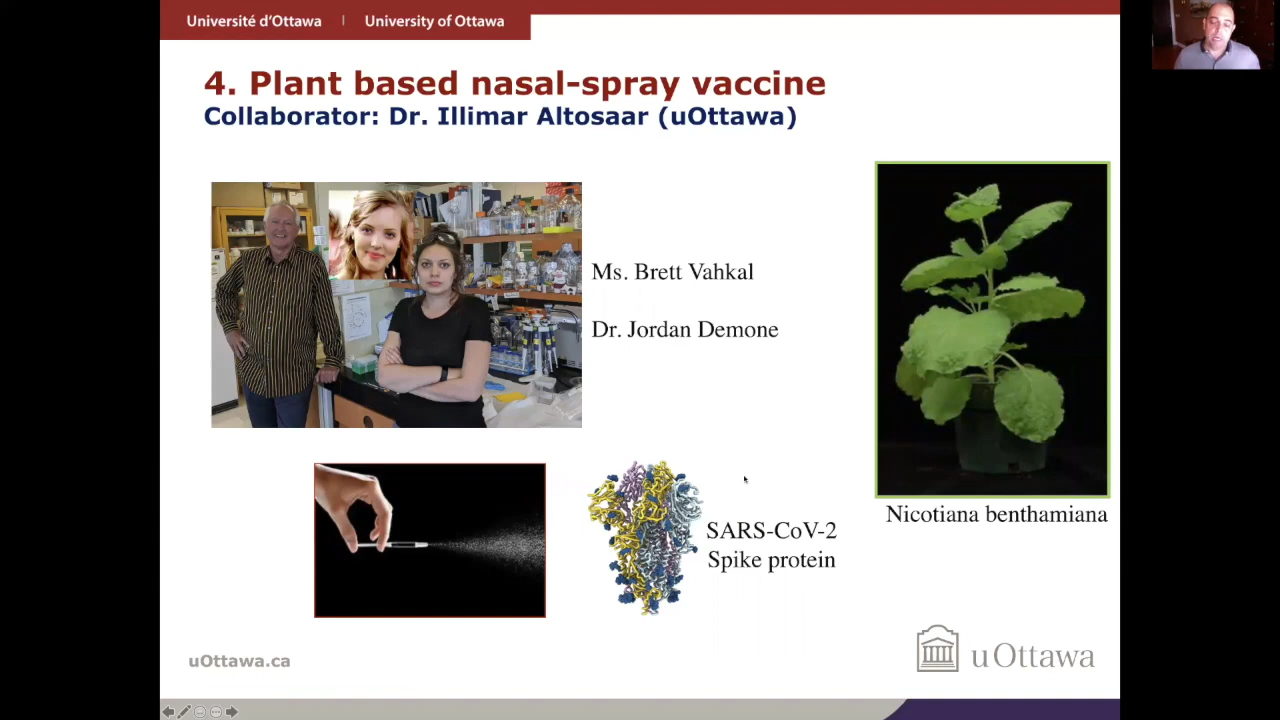 Université d'Ottawa | University of Ottawa
4. Plant based nasal-spray vaccine
Collaborator: Dr. Illimar Altosaar (uOttawa)
Ms. Brett Vahkal
Dr. Jordan Demone
Nicotiana benthamiana
SARS-CoV-2
Spike protein
uOttawa.ca
uOttawa